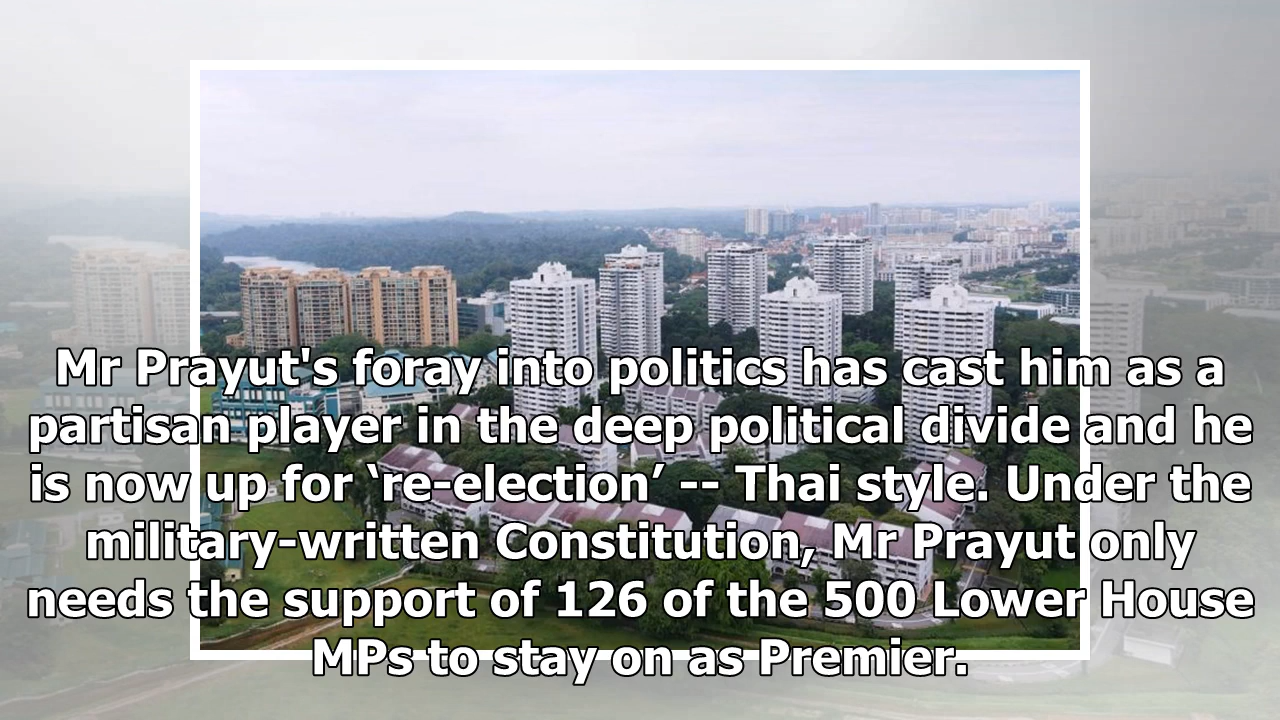 Mr Prayut's foray into politics has cast him as a
partisan player in the deep political divide and he
is now up for ‘re-election’ -- Thai style. Under the
military-written Constitution, Mr Prayut only
needs the support of 126 of the 500 Lower House
MPs to stay on as Premier.